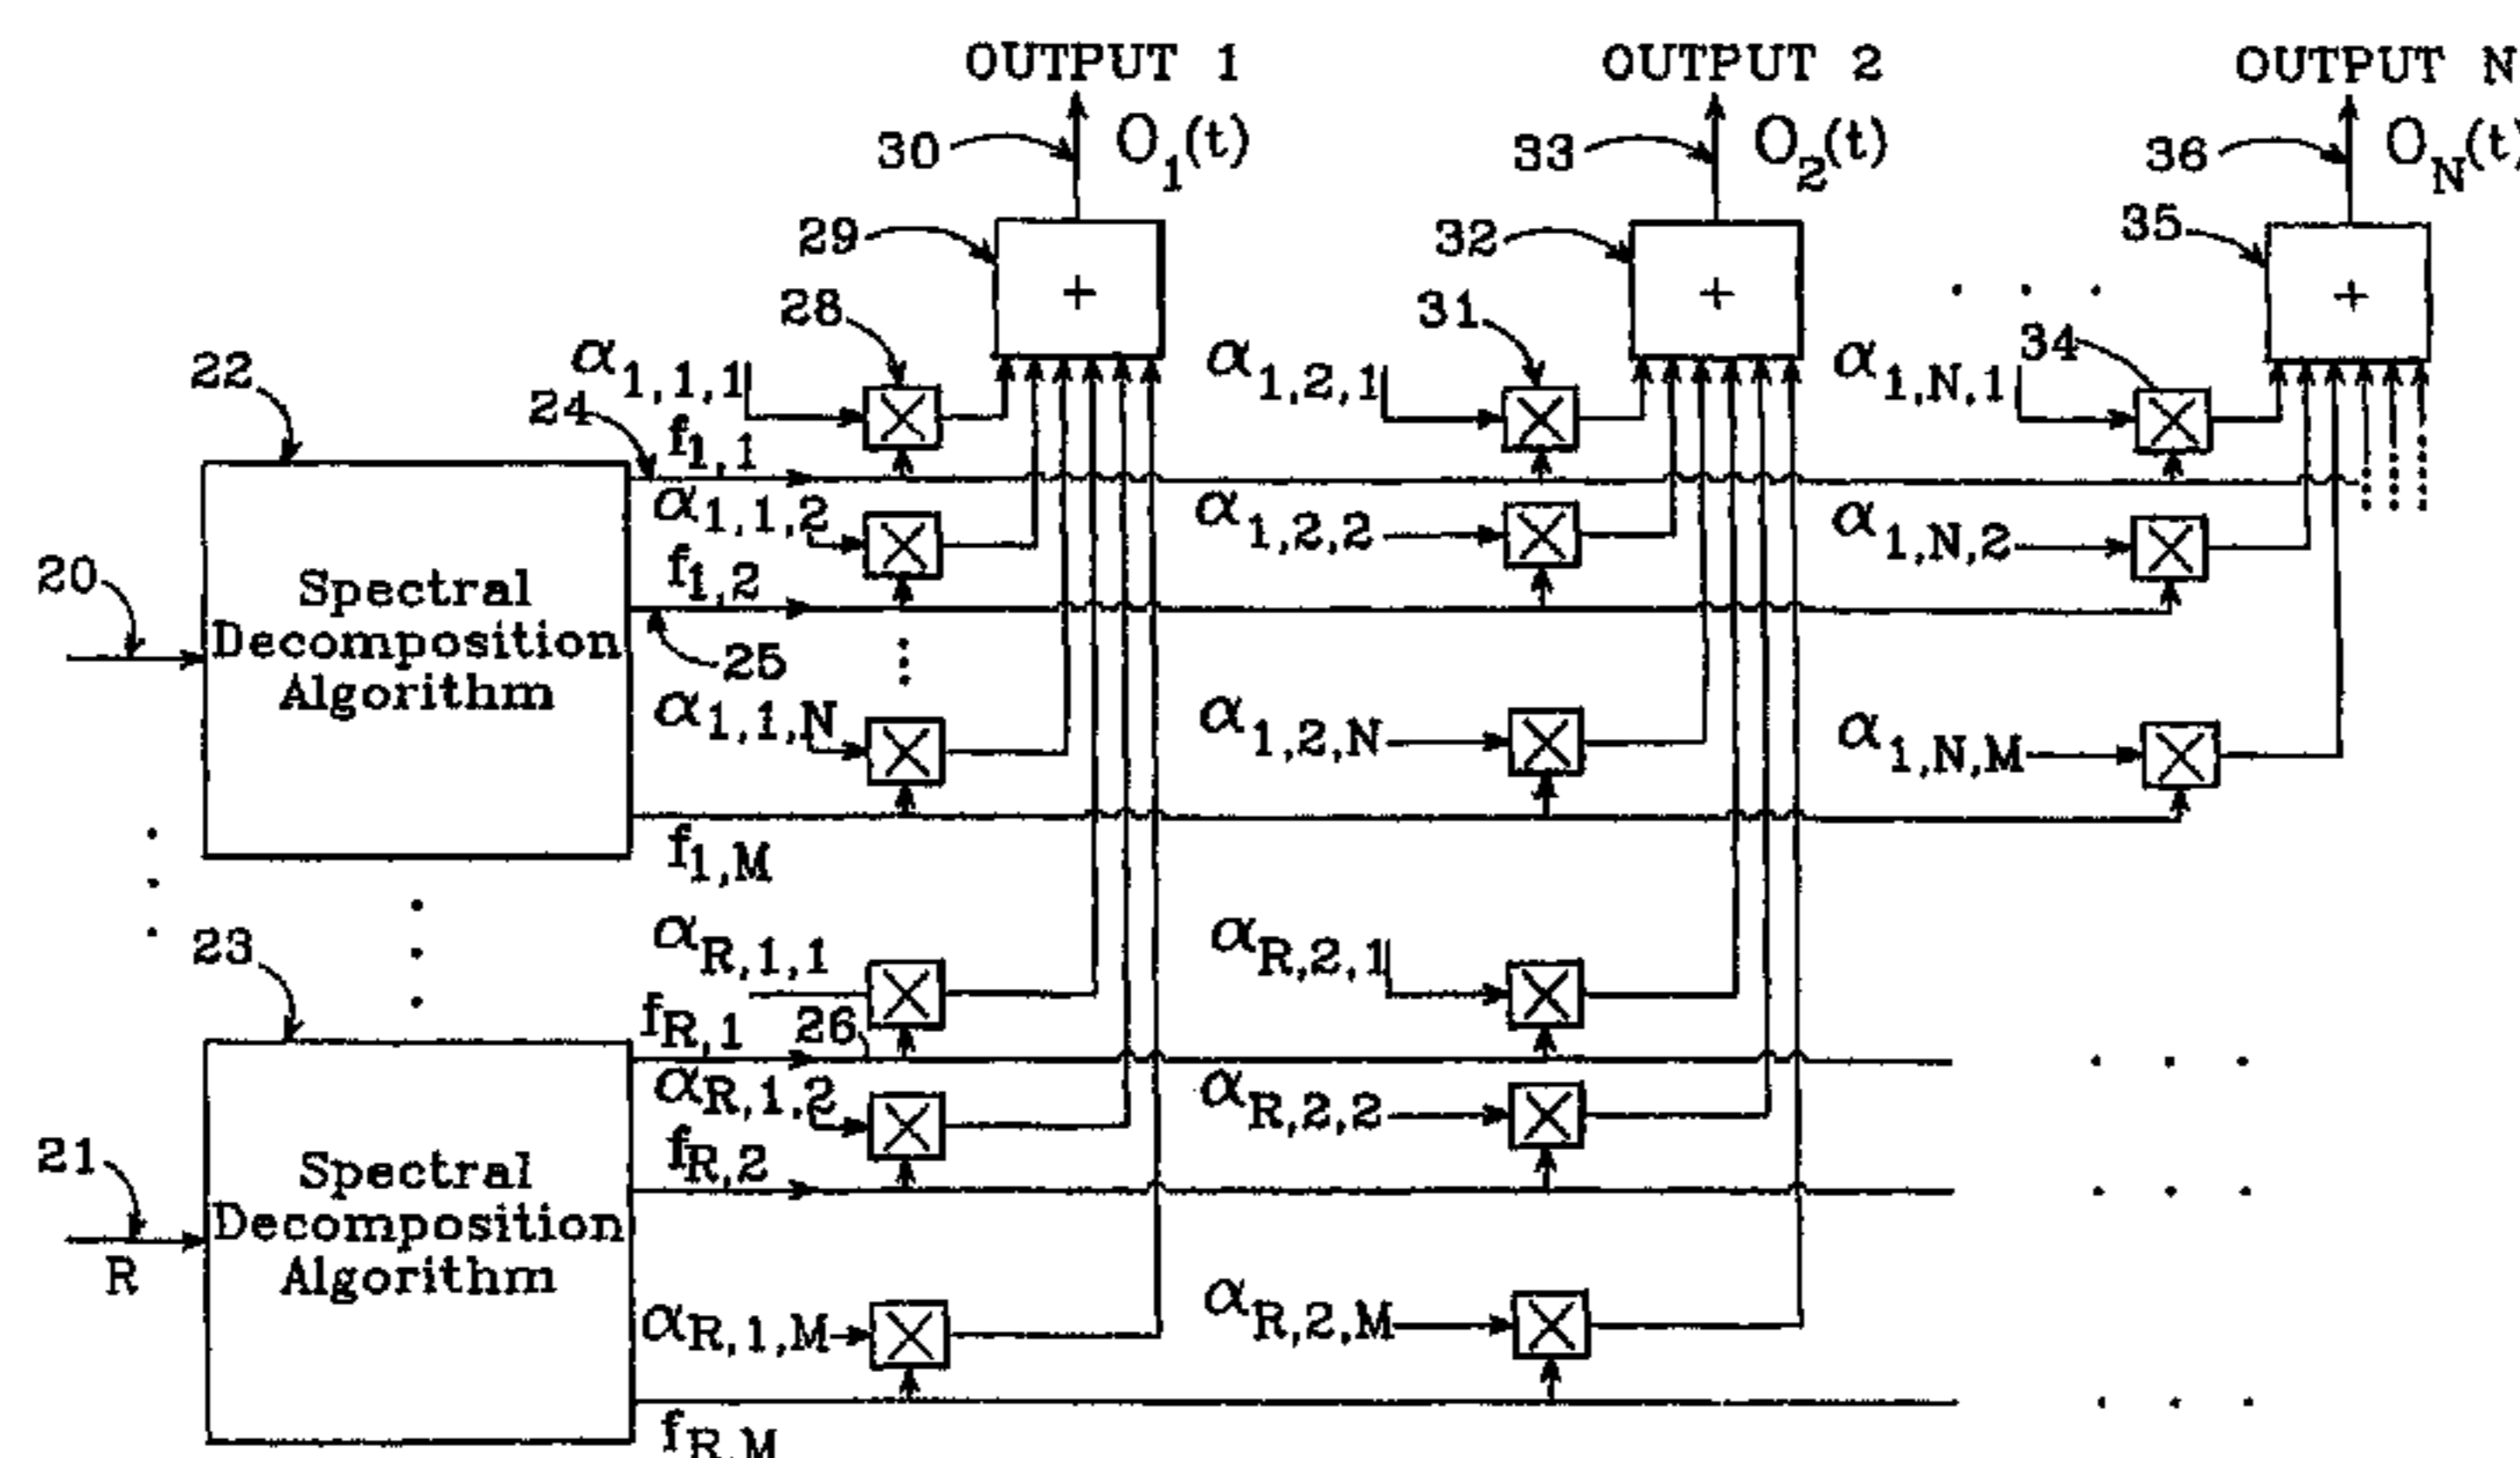 OUTPUT 1 OUTPUT 2 OUTPUT N
30 O1(t) 33 O2(t) 36 ON(t)
29 + 32 + 35 +
28 31 34
22 24 α1,1,1 α1,2,1 α1,N,1
f1,1
α1,1,2 α1,2,2 α1,N,2
20 f1,2
Spectral
Decomposition
Algorithm
25
α1,1,N α1,2,N α1,N,M
f1,M
23 αR,1,1 αR,2,1
fR,1 26
αR,1,2 αR,2,2
21 fR,2
R
Spectral
Decomposition
Algorithm
αR,1,M αR,2,M
fR,M